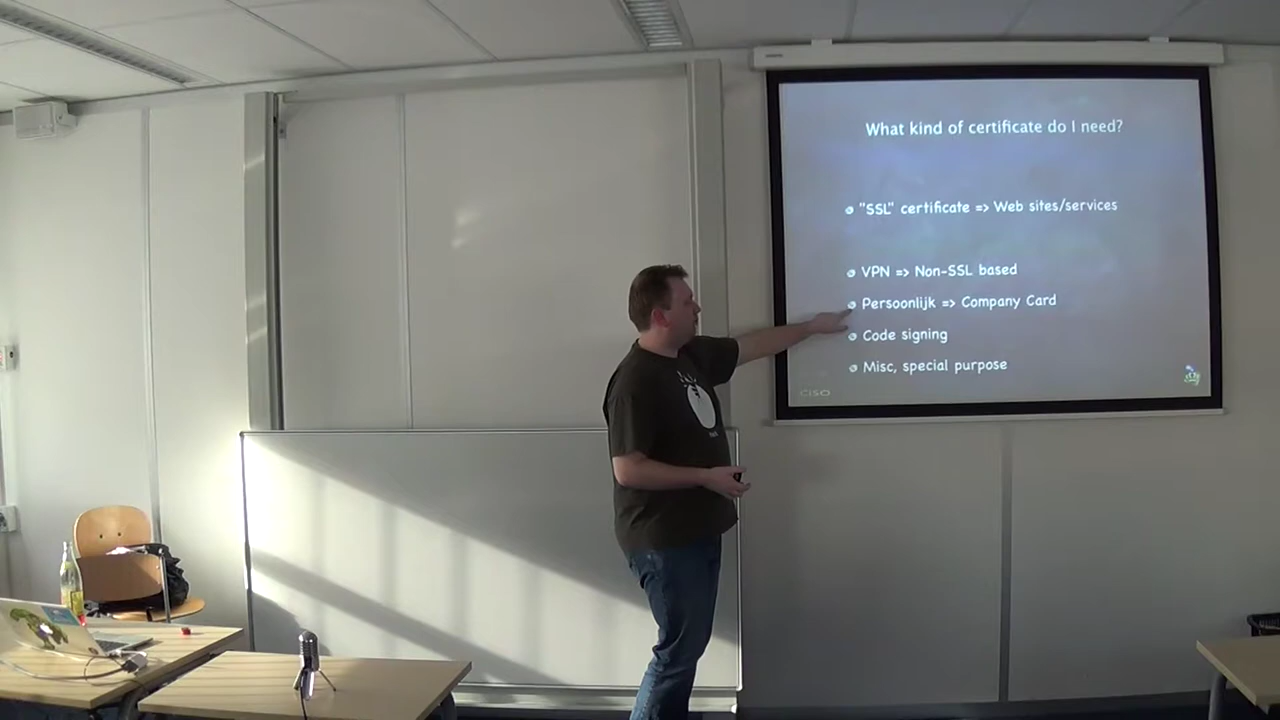 What kind of certificate do I need?
"SSL" certificate => Web sites/services
VPN => Non-SSL based
Persoonlijk => Company Card
Code signing
Misc, special purpose
CISO